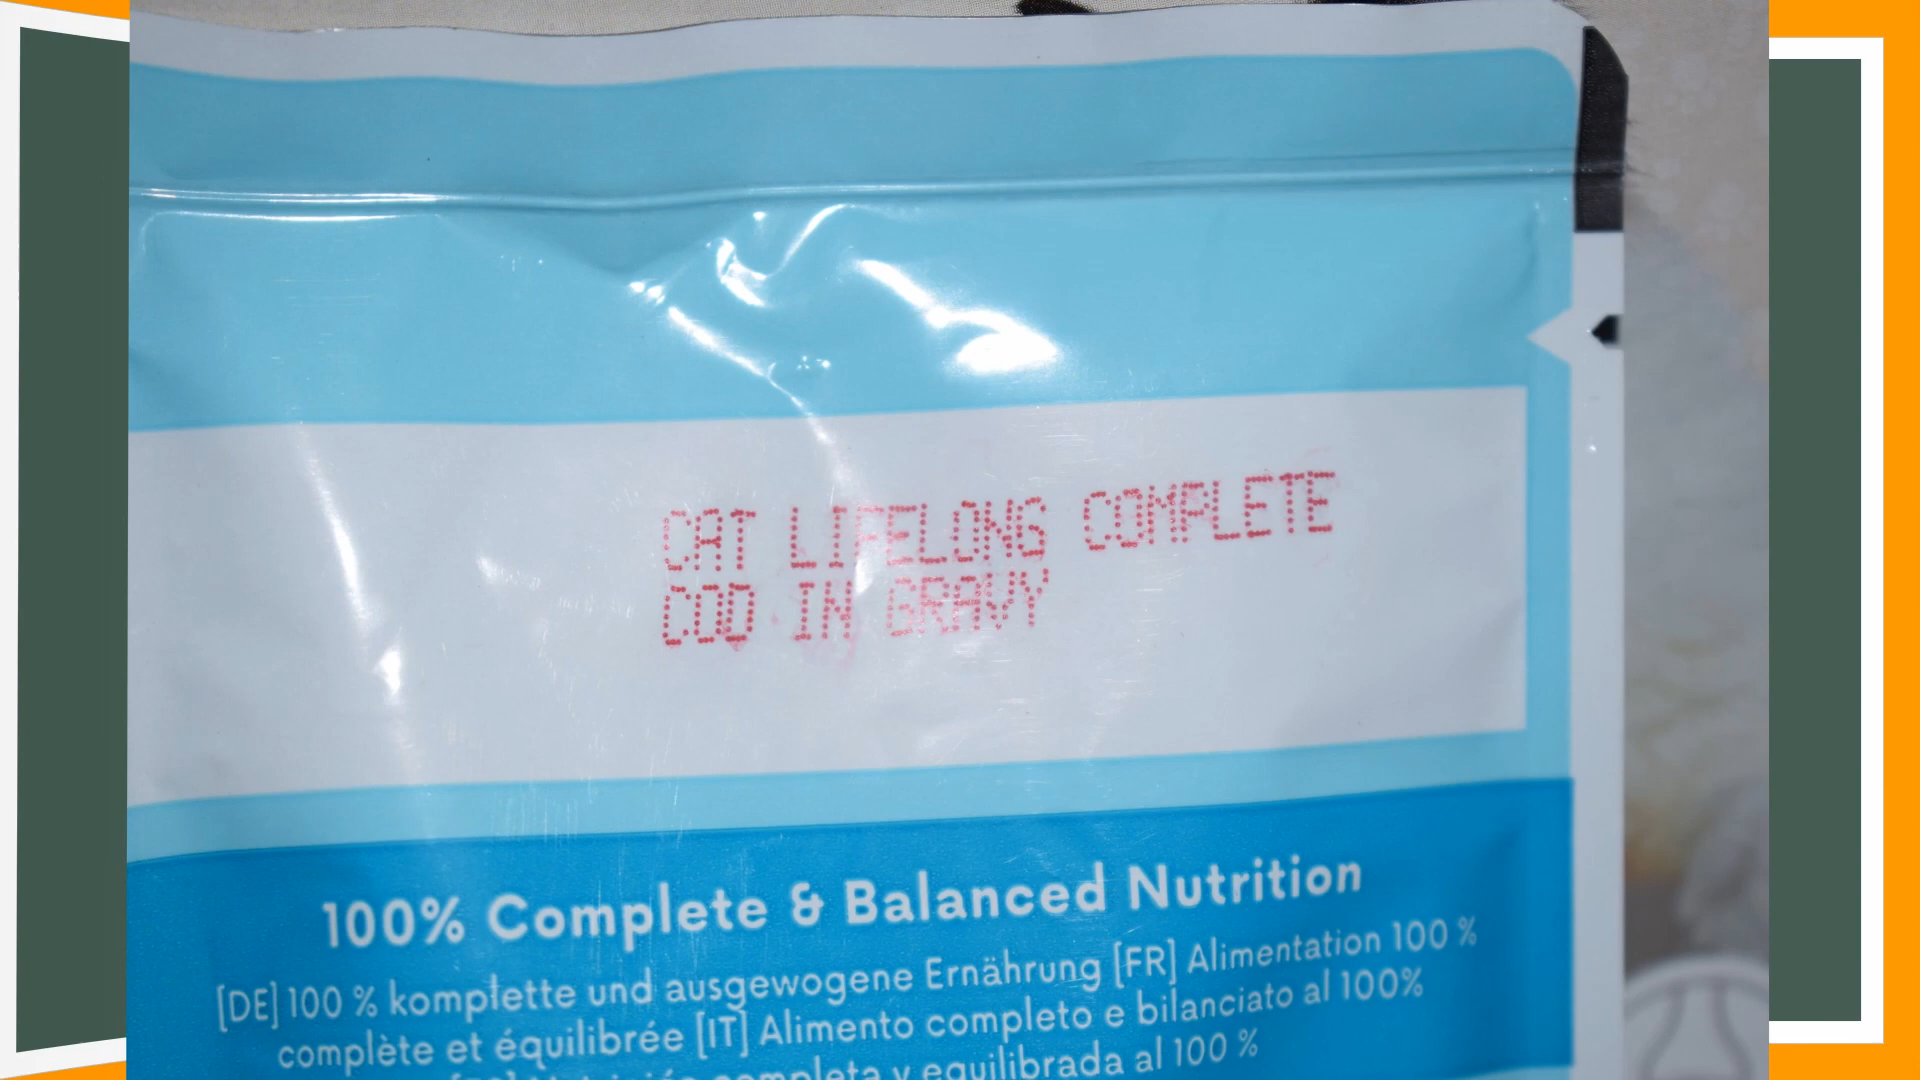 CAT LIFELONG COMPLETE
COD IN GRAVY
100% Complete & Balanced Nutrition
[DE] 100 % komplette und ausgewogene Ernährung [FR] Alimentation 100 %
complète et équilibrée [IT] Alimento completo e bilanciato al 100%
completa y equilibrada al 100 %